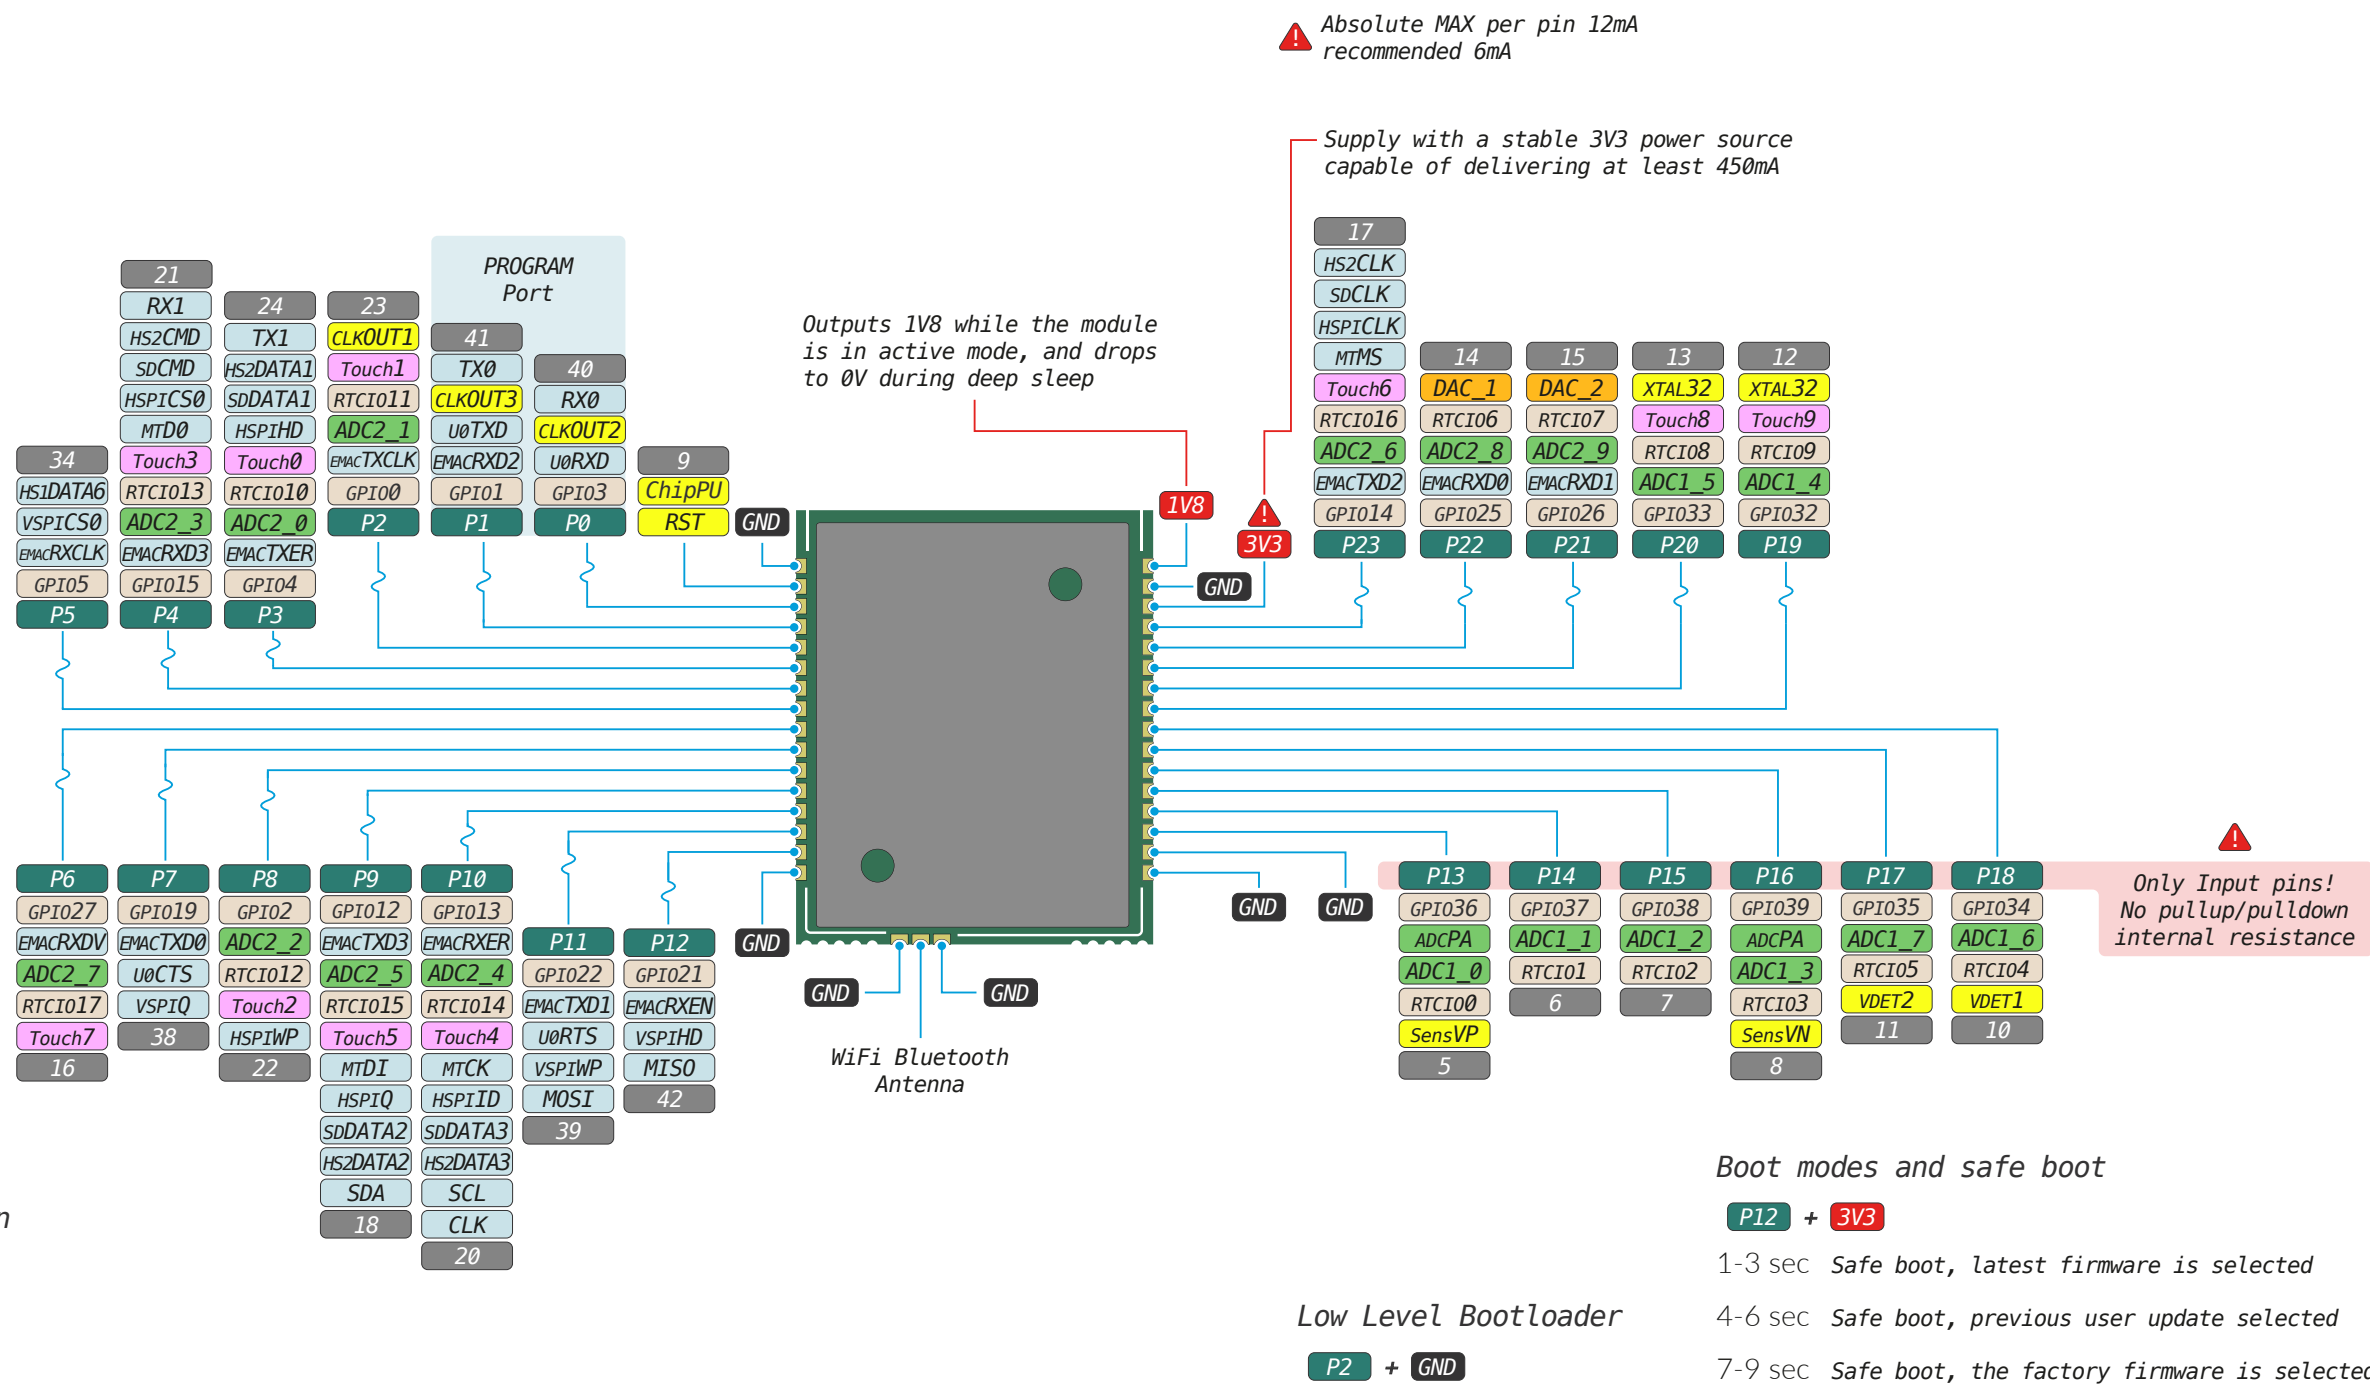 Absolute MAX per pin 12mA
recommended 6mA
Supply with a stable 3V3 power source
capable of delivering at least 450mA
PROGRAM
Port
Outputs 1V8 while the module
is in active mode, and drops
to 0V during deep sleep
34
HS1DATA6
VSPICS0
EMACRXCLK
GPIO5
P5
21
RX1
HS2CMD
SDCMD
HSPICS0
MTDO
Touch3
RTCIO13
ADC2_3
EMACRXD3
GPIO15
P4
24
TX1
HS2DATA1
SDDATA1
HSPIHD
Touch0
RTCIO10
ADC2_0
EMACTXER
GPIO4
P3
23
CLKOUT1
Touch1
RTCIO11
ADC2_1
EMACTXCLK
GPIO0
P2
41
TX0
CLKOUT3
U0TXD
EMACRXD2
GPIO1
P1
40
RX0
CLKOUT2
U0RXD
GPIO3
P0
9
ChipPU
RST
GND
1V8
GND
3V3
17
HS2CLK
SDCLK
HSPICLK
MTMS
Touch6
RTCIO16
ADC2_6
EMACTXD2
GPIO14
P23
14
DAC_1
RTCIO6
ADC2_8
EMACRXD0
GPIO25
P22
15
DAC_2
RTCIO7
ADC2_9
EMACRXD1
GPIO26
P21
13
XTAL32
Touch8
RTCIO8
ADC1_5
GPIO33
P20
12
XTAL32
Touch9
RTCIO9
ADC1_4
GPIO32
P19
P6
GPIO27
EMACRXDV
ADC2_7
RTCIO17
Touch7
16
P7
GPIO19
EMACTXD0
U0CTS
VSPIQ
38
P8
GPIO2
ADC2_2
RTCIO12
Touch2
HSPIWP
22
P9
GPIO12
EMACTXD3
ADC2_5
RTCIO15
Touch5
MTDI
HSPIQ
SDDATA2
HS2DATA2
SDA
18
P10
GPIO13
EMACRXER
ADC2_4
RTCIO14
Touch4
MTCK
HSPIID
SDDATA3
HS2DATA3
SCL
CLK
20
P11
GPIO22
EMACTXD1
U0RTS
VSPIWP
MOSI
39
P12
GPIO21
EMACRXEN
VSPIHD
MISO
42
GND
GND
GND
WiFi Bluetooth
Antenna
GND
GND
P13
GPIO36
ADCPA
ADC1_0
RTCIO0
SensVP
5
P14
GPIO37
ADC1_1
RTCIO1
6
P15
GPIO38
ADC1_2
RTCIO2
7
P16
GPIO39
ADCPA
ADC1_3
RTCIO3
SensVN
8
P17
GPIO35
ADC1_7
RTCIO5
VDET2
11
P18
GPIO34
ADC1_6
RTCIO4
VDET1
10
Only Input pins!
No pullup/pulldown
internal resistance
n
Low Level Bootloader
P2 + GND
Boot modes and safe boot
P12 + 3V3
1-3 sec Safe boot, latest firmware is selected
4-6 sec Safe boot, previous user update selected
7-9 sec Safe boot, the factory firmware is selected